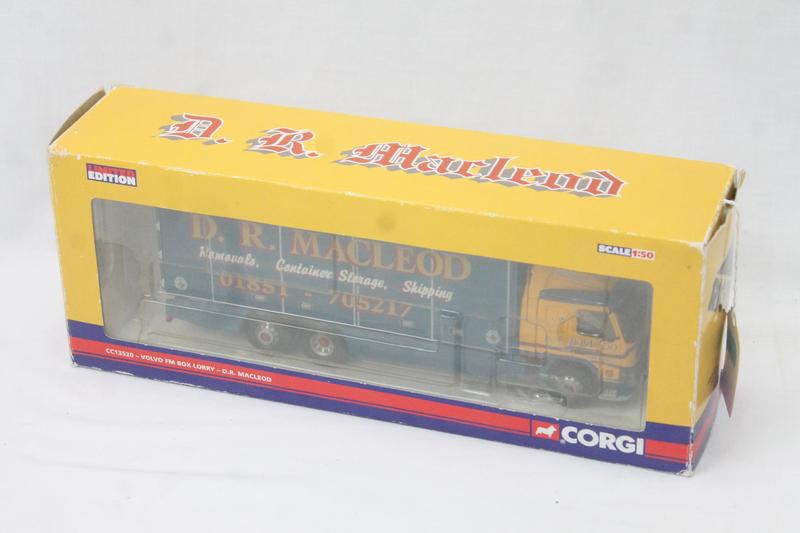 D. R. Macleod
LIMITED
EDITION
SCALE 1:50
D. R. MACLEOD
Removals, Container Storage, Shipping
01851 - 705217
CC13520 - VOLVO FM BOX LORRY - D.R. MACLEOD
CORGI